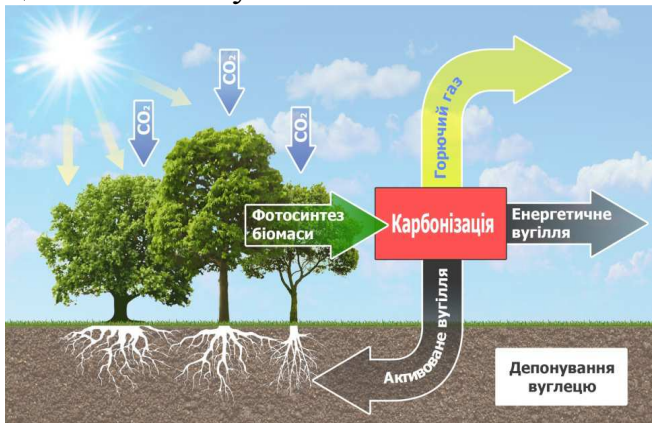 CO₂
CO₂
CO₂
Горючий газ
Фотосинтез
біомаси
Карбонізація
Енергетичне
вугілля
Активоване вугілля
Депонування
вуглецю